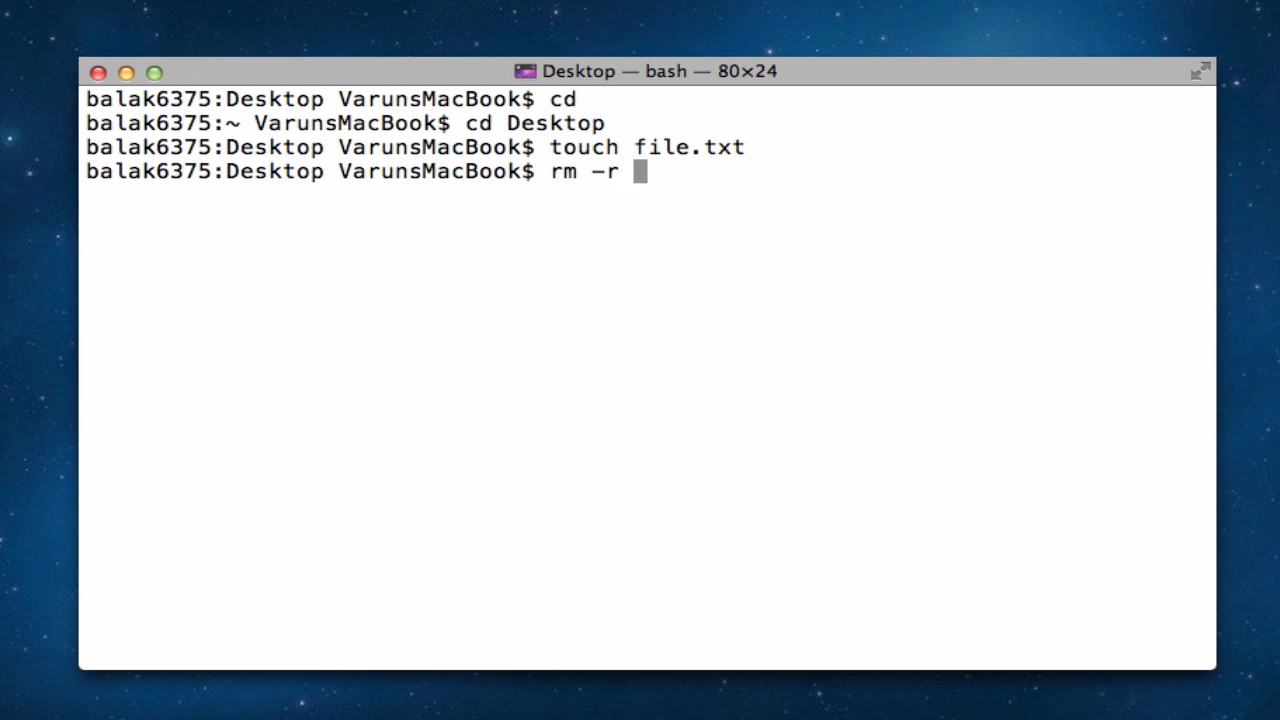 Desktop — bash — 80×24
balak6375:Desktop VarunsMacBook$ cd
balak6375:~ VarunsMacBook$ cd Desktop
balak6375:Desktop VarunsMacBook$ touch file.txt
balak6375:Desktop VarunsMacBook$ rm -r